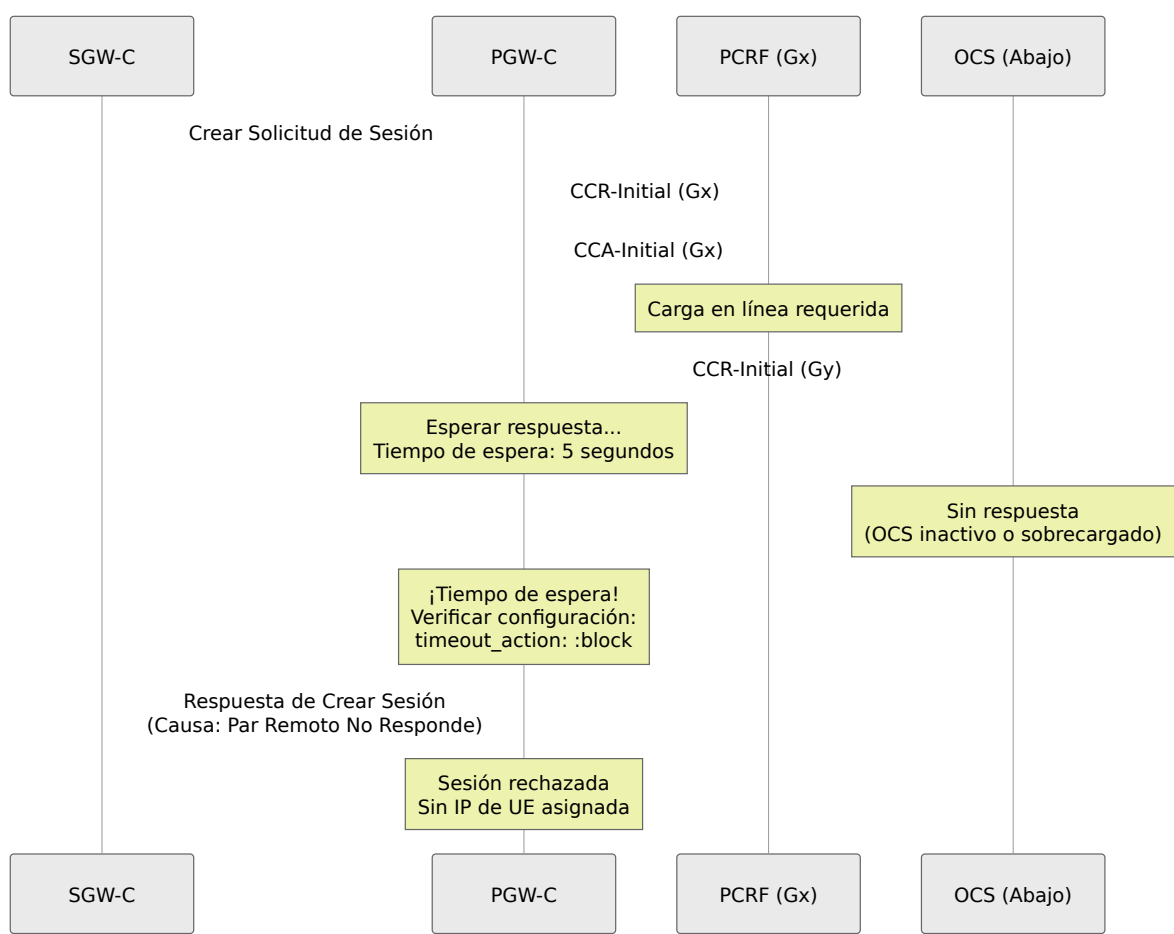 SGW-C
PGW-C
PCRF (Gx)
OCS (Abajo)
Crear Solicitud de Sesión
CCR-Initial (Gx)
CCA-Initial (Gx)
Carga en línea requerida
CCR-Initial (Gy)
Esperar respuesta...
Tiempo de espera: 5 segundos
Sin respuesta
(OCS inactivo o sobrecargado)
¡Tiempo de espera!
Verificar configuración:
timeout_action: :block
Respuesta de Crear Sesión
(Causa: Par Remoto No Responde)
Sesión rechazada
Sin IP de UE asignada
SGW-C
PGW-C
PCRF (Gx)
OCS (Abajo)